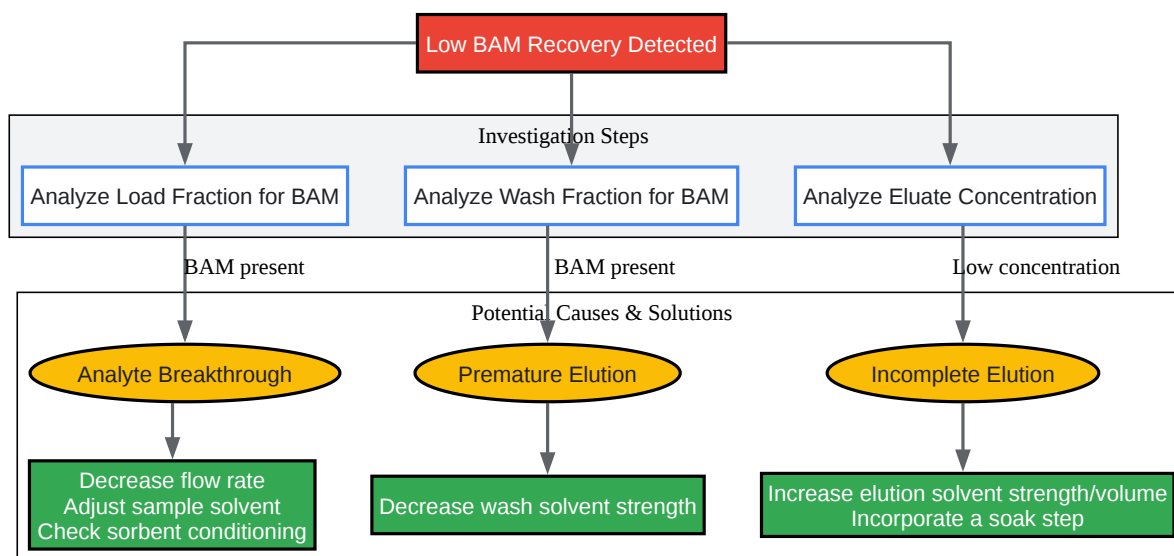 Low BAM Recovery Detected
Investigation Steps
Analyze Load Fraction for BAM
Analyze Wash Fraction for BAM
Analyze Eluate Concentration
BAM present
BAM present
Low concentration
Potential Causes & Solutions
Analyte Breakthrough
Premature Elution
Incomplete Elution
Decrease flow rate
Adjust sample solvent
Check sorbent conditioning
Decrease wash solvent strength
Increase elution solvent strength/volume
Incorporate a soak step